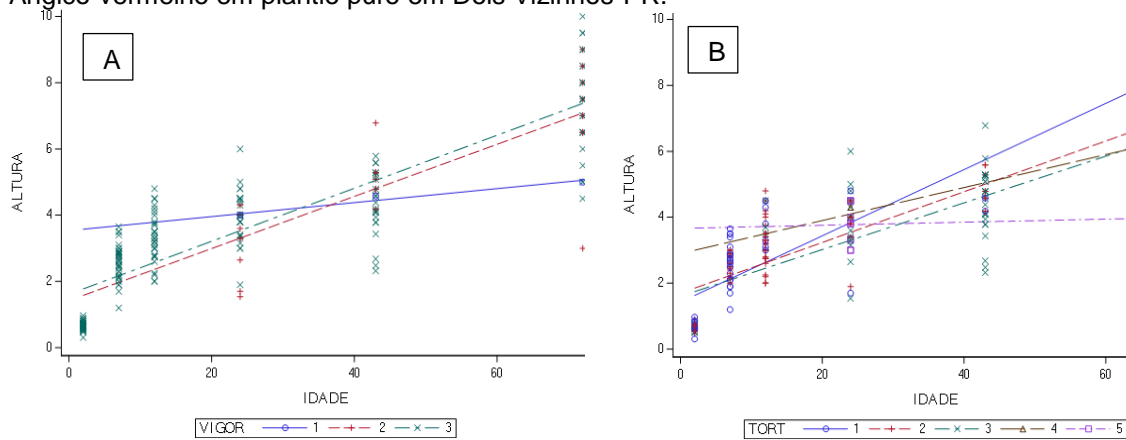 Angico Vermelho em plantio puro em Dois Vizinhos-PR.
A
10
8
6
4
2
0
ALTURA
0
20
40
60
IDADE
VIGOR 1 2 3
B
10
8
6
4
2
0
ALTURA
0
20
40
60
IDADE
TORT 1 2 3 4 5